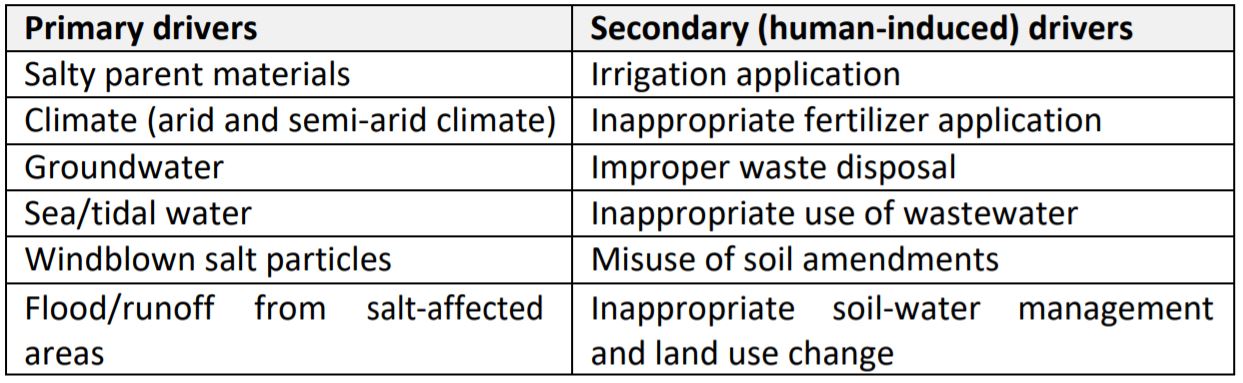 Primary drivers Secondary (human-induced) drivers
Salty parent materials Irrigation application
Climate (arid and semi-arid climate) Inappropriate fertilizer application
Groundwater Improper waste disposal
Sea/tidal water Inappropriate use of wastewater
Windblown salt particles Misuse of soil amendments
Flood/runoff from salt-affected Inappropriate soil-water management
areas and land use change